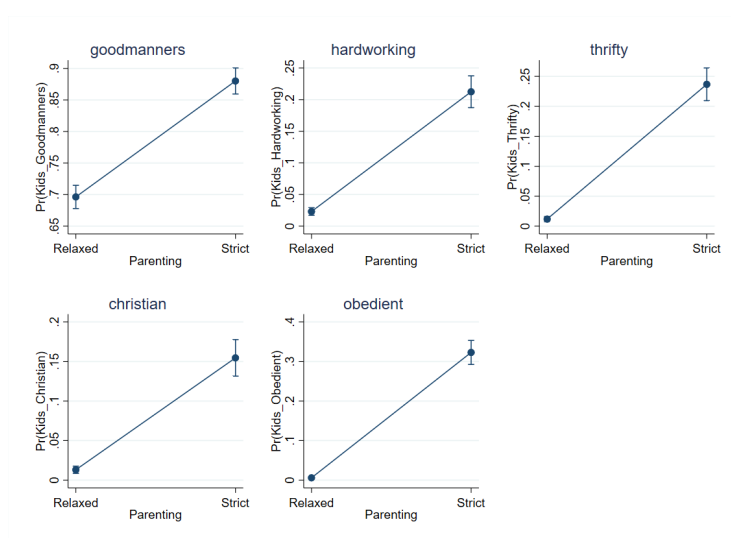 goodmanners
Pr(Kids_Goodmanners)
.65 .7 .75 .8 .85 .9
Relaxed Strict
Parenting
hardworking
Pr(Kids_Hardworking)
0 .05 .1 .15 .2 .25
Relaxed Strict
Parenting
thrifty
Pr(Kids_Thrifty)
0 .05 .1 .15 .2 .25
Relaxed Strict
Parenting
christian
Pr(Kids_Christian)
0 .05 .1 .15 .2
Relaxed Strict
Parenting
obedient
Pr(Kids_Obedient)
0 .1 .2 .3 .4
Relaxed Strict
Parenting